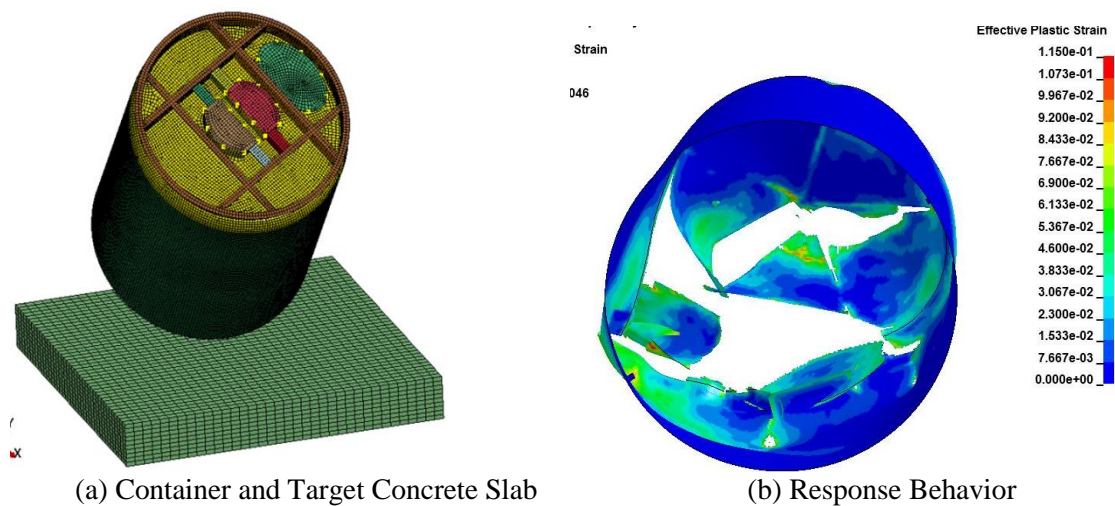 Effective Plastic Strain
Strain
046
1.150e-01
1.073e-01
9.967e-02
9.200e-02
8.433e-02
7.667e-02
6.900e-02
6.133e-02
5.367e-02
4.600e-02
3.833e-02
3.067e-02
2.300e-02
1.533e-02
7.667e-03
0.000e+00
X
(a) Container and Target Concrete Slab
(b) Response Behavior